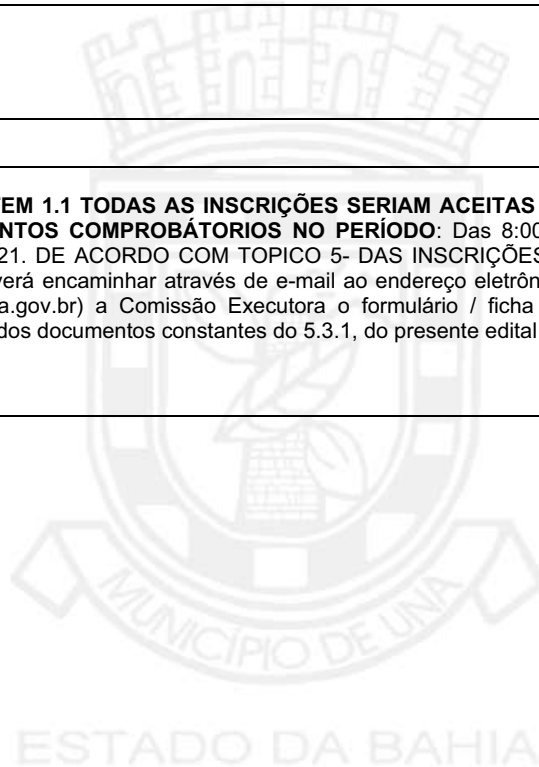 TEM 1.1 TODAS AS INSCRIÇÕES SERIAM ACEITAS
NTOS COMPROBÁTORIOS NO PERÍODO: Das 8:00
21. DE ACORDO COM TOPICO 5- DAS INSCRIÇÕES
verá encaminhar através de e-mail ao endereço eletrôn
a.gov.br) a Comissão Executora o formulário / ficha
dos documentos constantes do 5.3.1, do presente edital
MUNICÍPIO DE UNA
ESTADO DA BAHIA